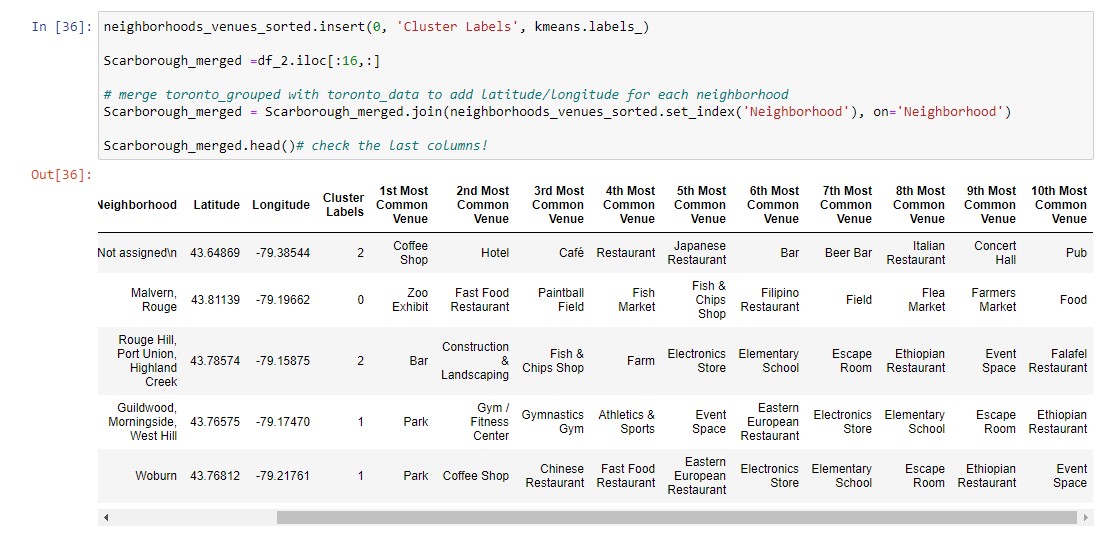 In [36]: neighborhoods_venues_sorted.insert(0, 'Cluster Labels', kmeans.labels_)
Scarborough_merged =df_2.iloc[:16,:]
# merge toronto_grouped with toronto_data to add latitude/longitude for each neighborhood
Scarborough_merged = Scarborough_merged.join(neighborhoods_venues_sorted.set_index('Neighborhood'), on='Neighborhood')
Scarborough_merged.head()# check the last columns!
Out[36]:
Neighborhood Latitude Longitude Cluster Labels 1st Most Common Venue 2nd Most Common Venue 3rd Most Common Venue 4th Most Common Venue 5th Most Common Venue 6th Most Common Venue 7th Most Common Venue 8th Most Common Venue 9th Most Common Venue 10th Most Common Venue
Not assigned\n 43.64869 -79.38544 2 Coffee Shop Hotel Café Restaurant Japanese Restaurant Bar Beer Bar Italian Restaurant Concert Hall Pub
Malvern, Rouge 43.81139 -79.19662 0 Zoo Exhibit Fast Food Restaurant Paintball Field Fish Market Fish & Chips Shop Filipino Restaurant Field Flea Market Farmers Market Food
Rouge Hill, Port Union, Highland Creek 43.78574 -79.15875 2 Bar Construction & Landscaping Fish & Chips Shop Farm Electronics Store Elementary School Escape Room Ethiopian Restaurant Event Space Falafel Restaurant
Guildwood, Morningside, West Hill 43.76575 -79.17470 1 Park Gym / Fitness Center Gymnastics Gym Athletics & Sports Event Space Eastern European Restaurant Electronics Store Elementary School Escape Room Ethiopian Restaurant
Woburn 43.76812 -79.21761 1 Park Coffee Shop Chinese Restaurant Fast Food Restaurant Eastern European Restaurant Electronics Store Elementary School Escape Room Ethiopian Restaurant Event Space